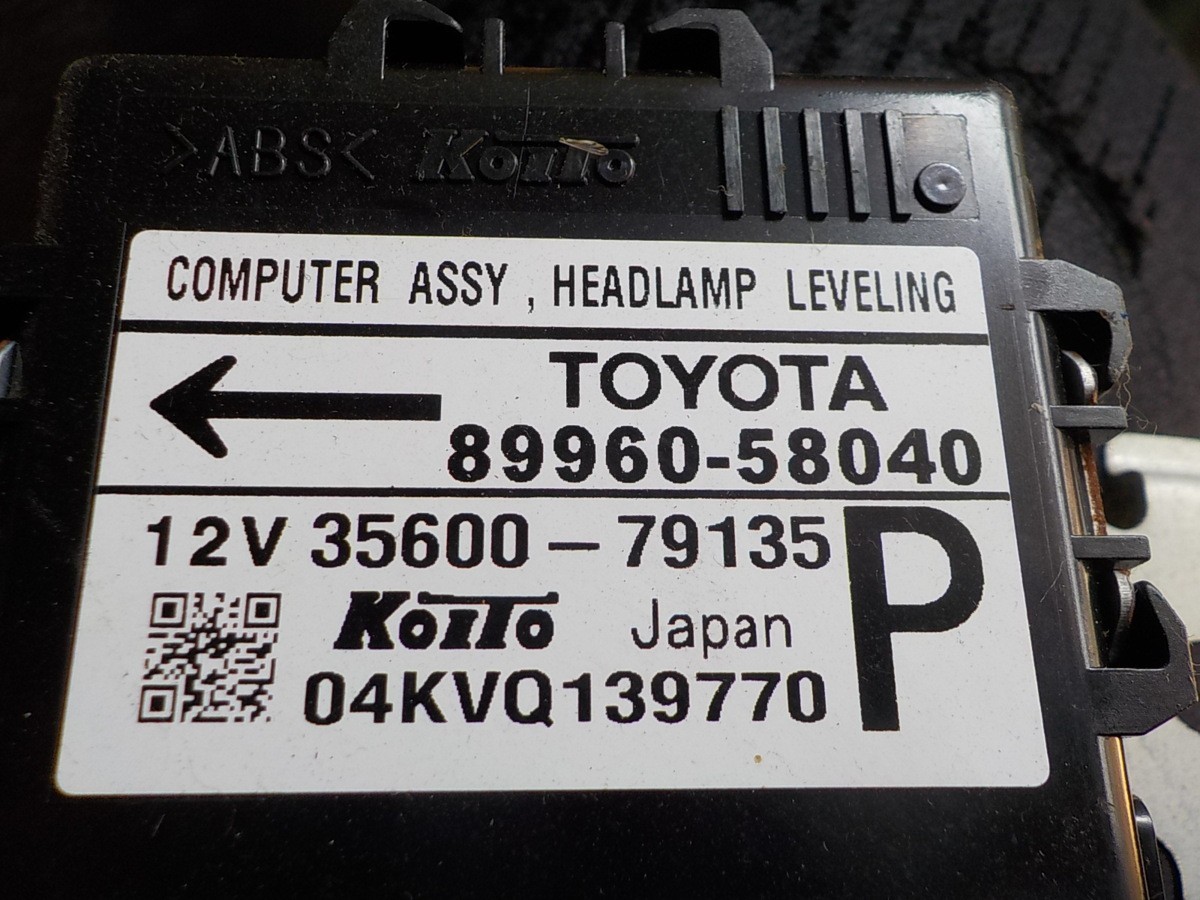 >ABS< KOITO
COMPUTER ASSY , HEADLAMP LEVELING
TOYOTA
89960-58040
12V 35600-79135
P
KOITO Japan
04KVQ139770